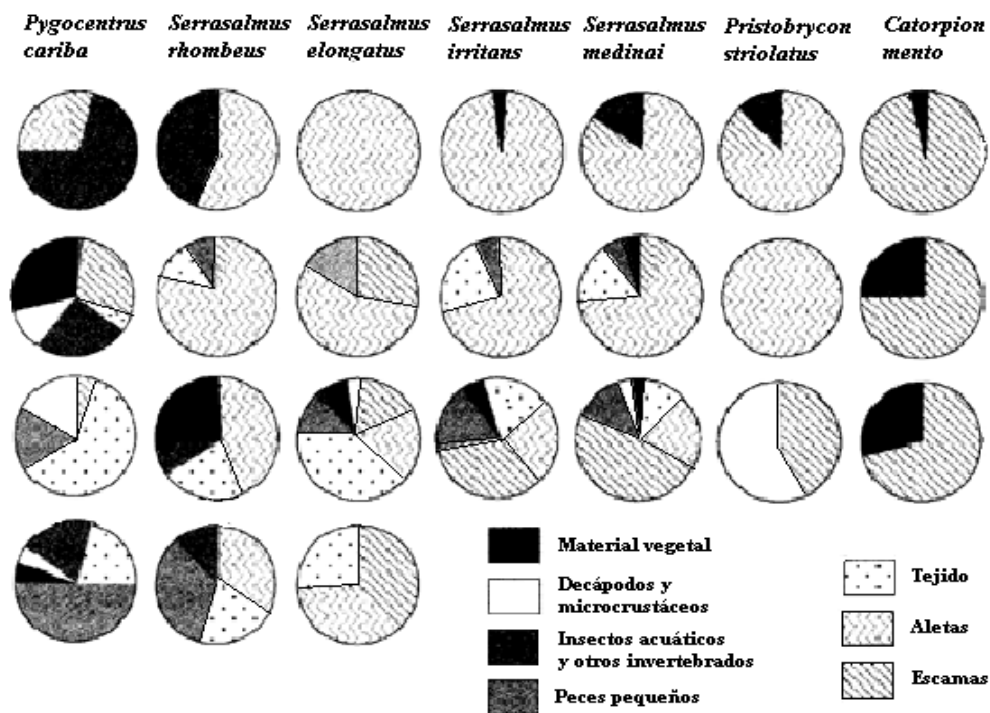 Pygocentrus Serrasalmus Serrasalmus Serrasalmus Serrasalmus Pristobrycon Catorpion
cariba rhombeus elongatus irritans medinai striolatus mento
Material vegetal
Decápodos y
microcrustáceos
Insectos acuáticos
y otros invertebrados
Peces pequeños
Tejido
Aletas
Escamas